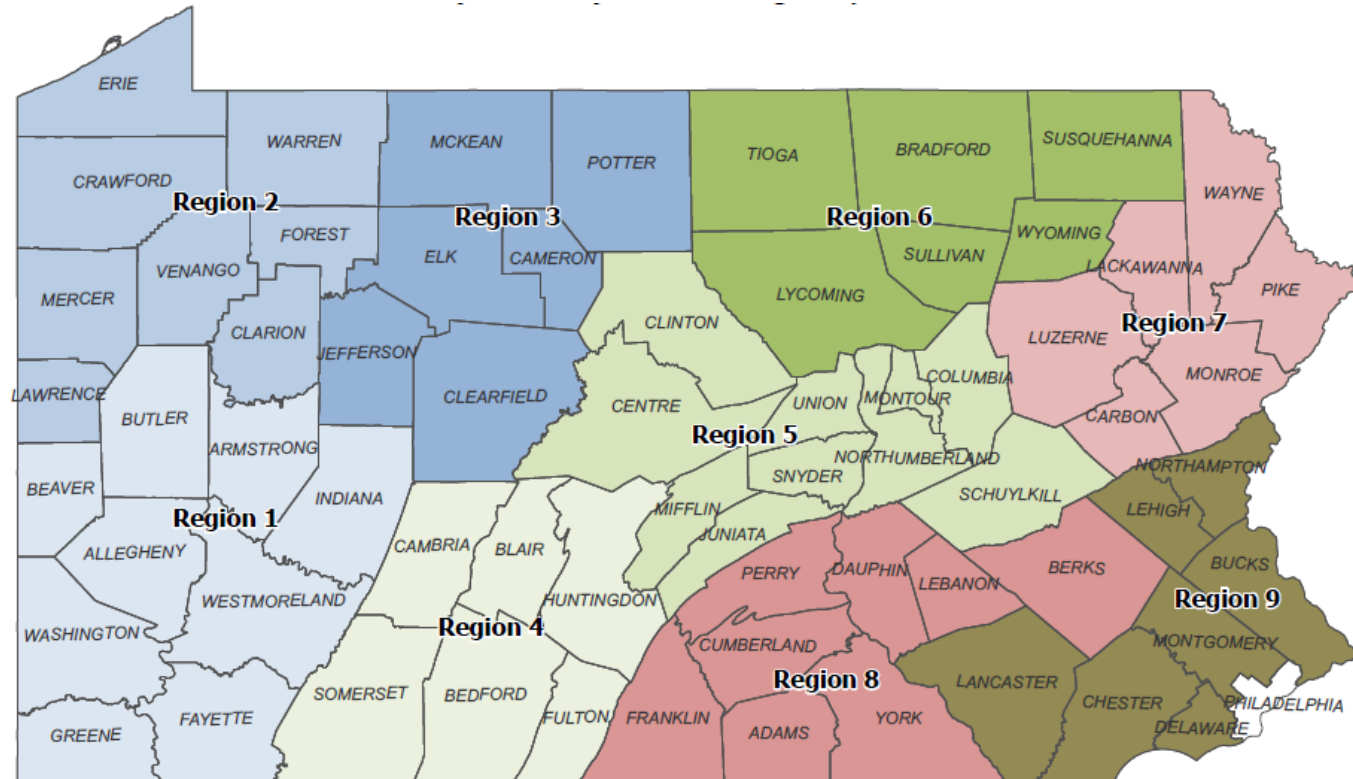 ERIE
WARREN
MCKEAN
POTTER
TIOGA
BRADFORD
SUSQUEHANNA
CRAWFORD
WAYNE
Region 2
Region 3
Region 6
FOREST
ELK
CAMERON
SULLIVAN
WYOMING
LACKAWANNA
VENANGO
MERCER
LYCOMING
PIKE
CLARION
CLINTON
LUZERNE
Region 7
JEFFERSON
LAWRENCE
CLEARFIELD
CENTRE
UNION
MONTOUR
COLUMBIA
MONROE
BUTLER
CARBON
ARMSTRONG
Region 5
NORTHUMBERLAND
NORTHAMPTON
BEAVER
INDIANA
SNYDER
SCHUYLKILL
LEHIGH
Region 1
MIFFLIN
ALLEGHENY
CAMBRIA
BLAIR
JUNIATA
BUCKS
PERRY
DAUPHIN
LEBANON
BERKS
WESTMORELAND
HUNTINGDON
Region 9
WASHINGTON
Region 4
CUMBERLAND
MONTGOMERY
SOMERSET
BEDFORD
Region 8
LANCASTER
CHESTER
PHILADELPHIA
GREENE
FAYETTE
FULTON
FRANKLIN
ADAMS
YORK
DELAWARE